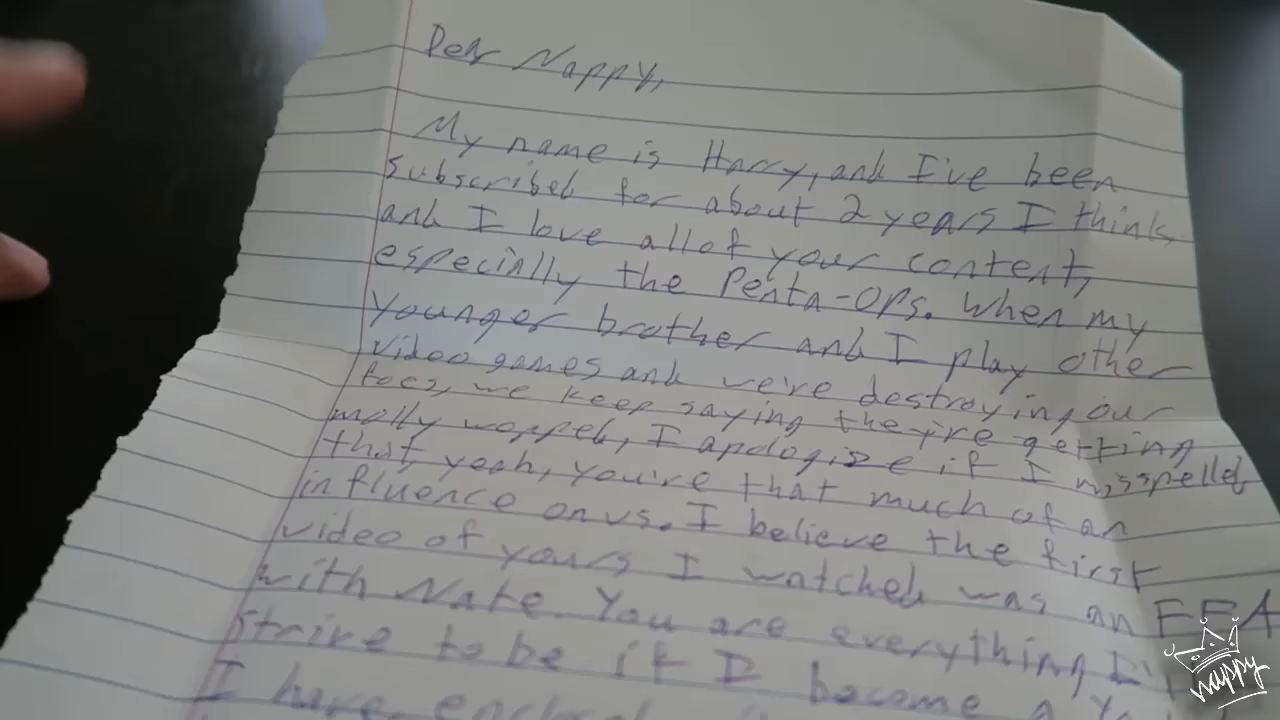 Dear Nappy,
My name is Harry, and I've been
subscribed for about 2 years I think,
and I love all of your content,
especially the Penta-Ops. When my
younger brother and I play other
video games and we're destroying our
foes, we keep saying they're getting
molly wopped, I apologize if I misspelled
that, yeah, you're that much of an
influence on us. I believe the first
video of yours I watched was an FFA
with Nate. You are everything I'
strive to be if I become a
I have
nappy